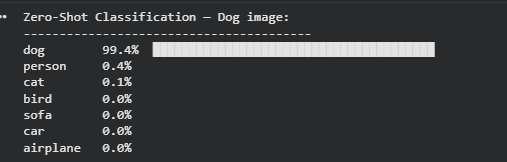 Zero-Shot Classification — Dog image:
----------------------------------------
dog 99.4%
person 0.4%
cat 0.1%
bird 0.0%
sofa 0.0%
car 0.0%
airplane 0.0%